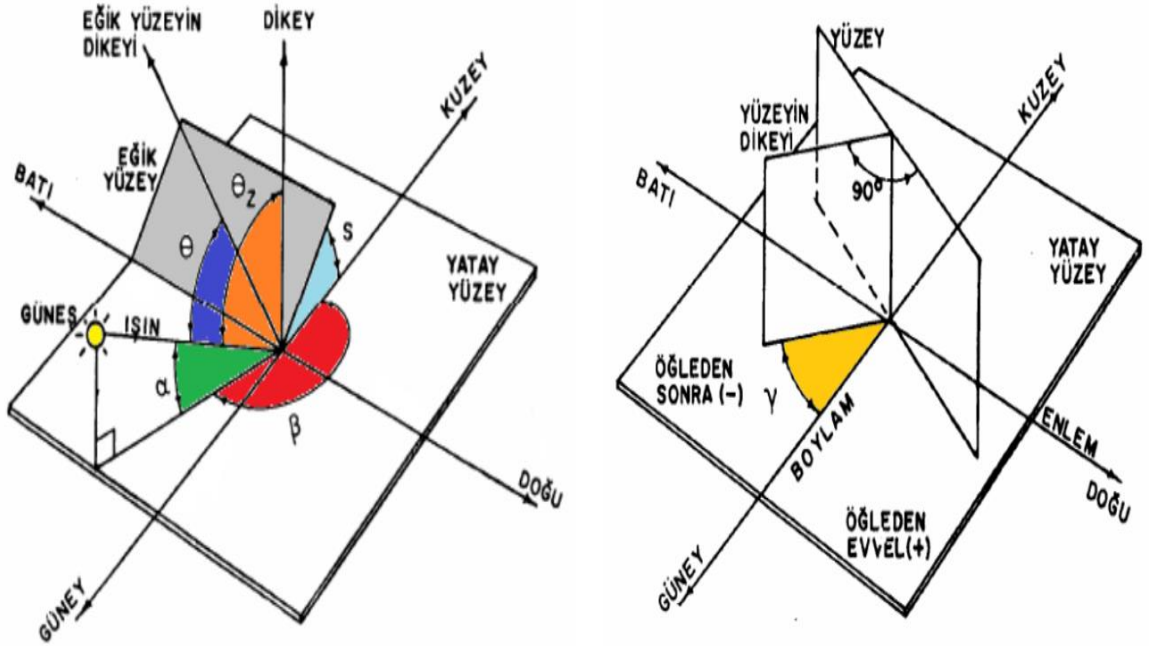 EĞİK YÜZEYİN
DİKEYİ
DİKEY
KUZEY
EĞİK
YÜZEY
BATI
θz
θ
S
YATAY
YÜZEY
GÜNEŞ
IŞIN
α
β
DOĞU
GÜNEY
YÜZEY
YÜZEYİN
DİKEYİ
KUZEY
90°
BATI
YATAY
YÜZEY
ÖĞLEDEN
SONRA (-)
γ
BOYLAM
ENLEM
DOĞU
ÖĞLEDEN
EVVEL(+)
GÜNEY